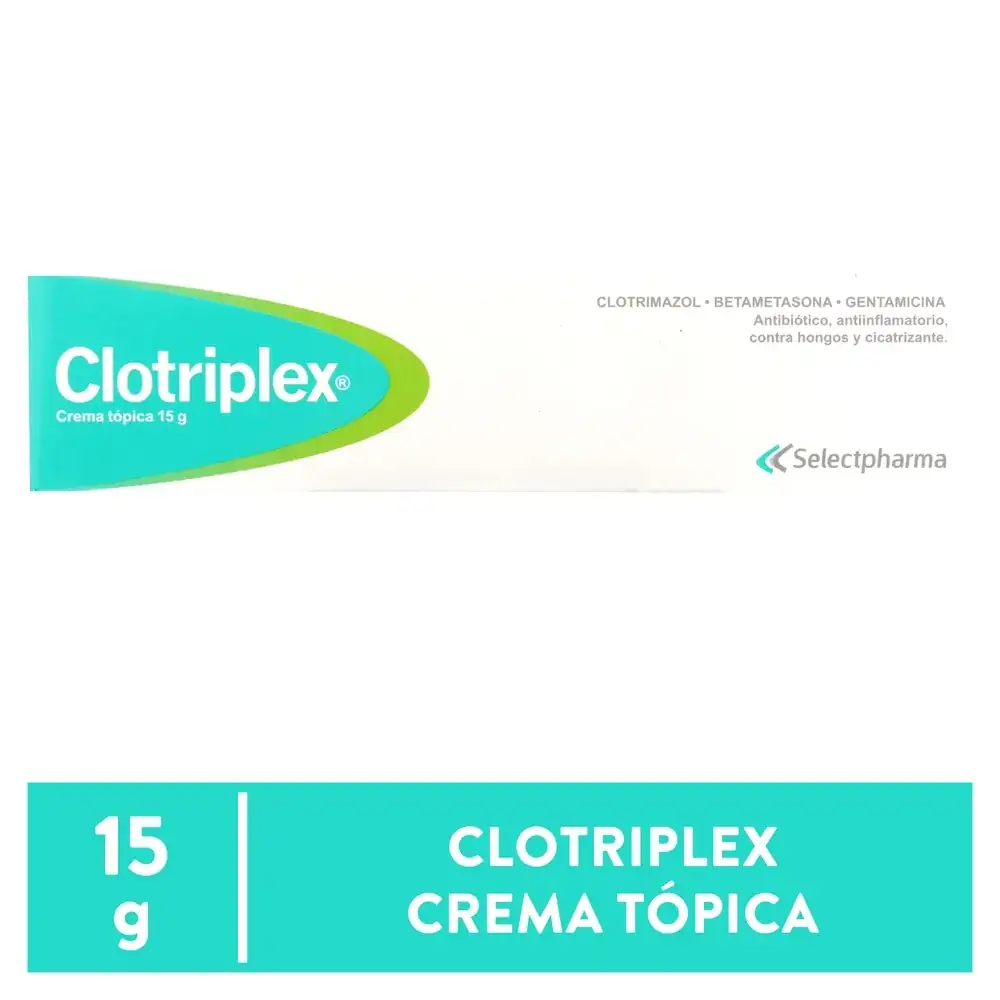 Clotriplex®
Crema tópica 15 g
CLOTRIMAZOL • BETAMETASONA • GENTAMICINA
Antibiótico, antiinflamatorio,
contra hongos y cicatrizante.
Selectpharma
15
g
CLOTRIPLEX
CREMA TÓPICA